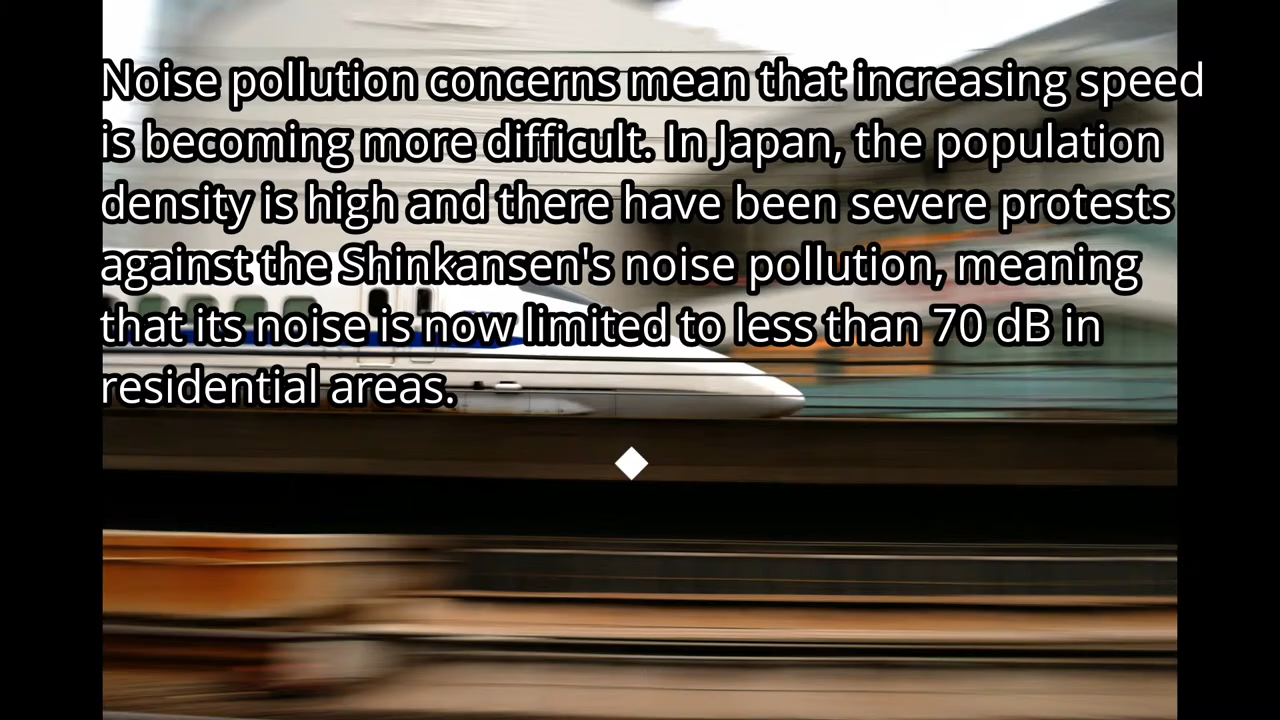 Noise pollution concerns mean that increasing speed
is becoming more difficult. In Japan, the population
density is high and there have been severe protests
against the Shinkansen's noise pollution, meaning
that its noise is now limited to less than 70 dB in
residential areas.